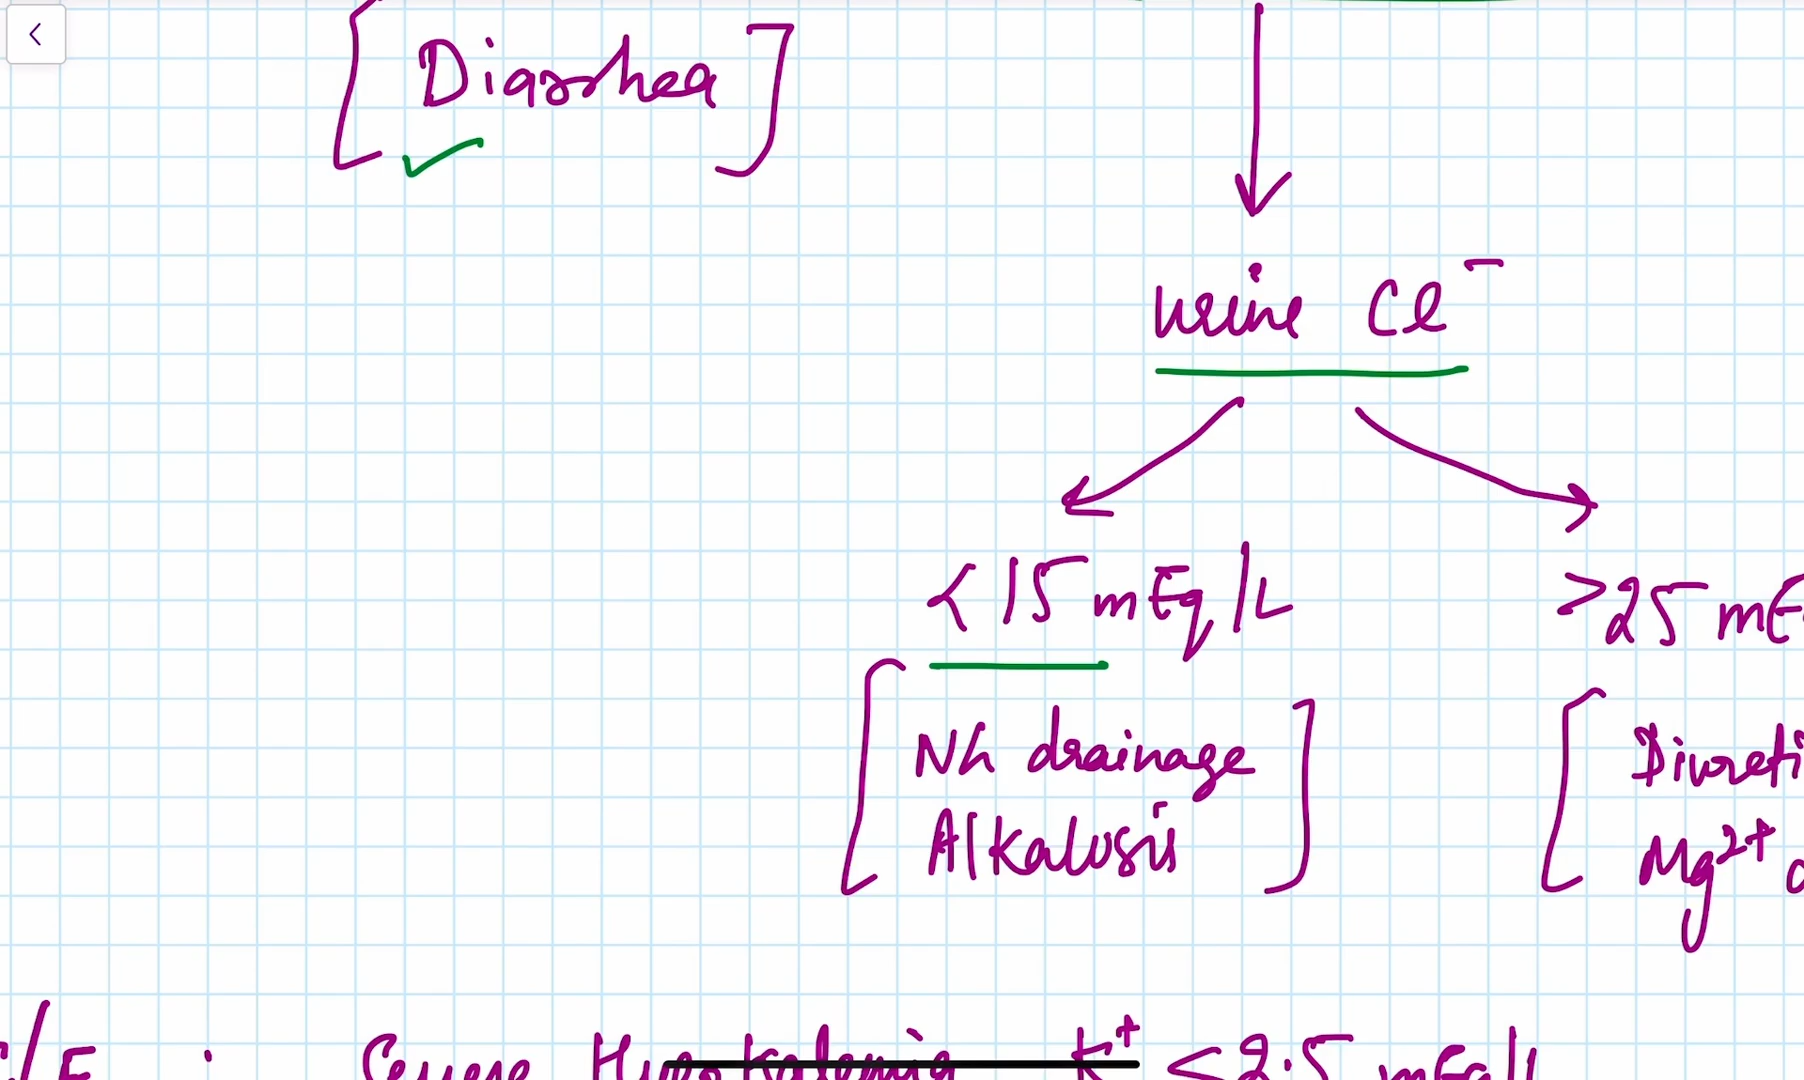 Diarrhea
Urine Cl⁻
< 15 mEq/L
> 25 mE
NG drainage
Alkalosis
Diureti
Mg²⁺
Severe Hypokalemia K⁺ < 2.5 mEq/L